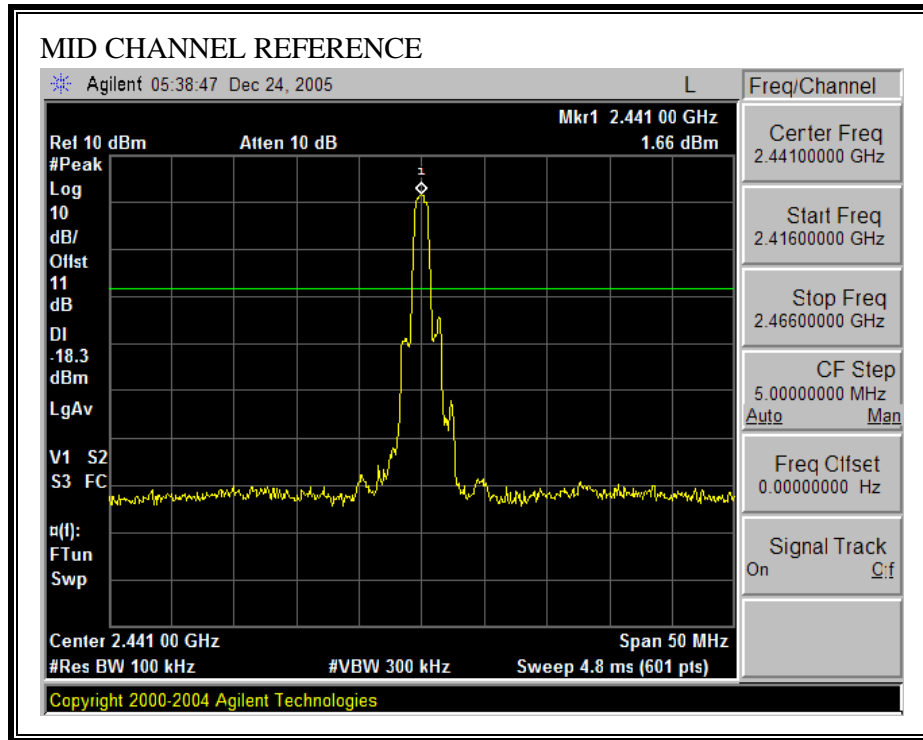 MID CHANNEL REFERENCE
Agilent 05:38:47 Dec 24, 2005 L
Freq/Channel
Mkr1 2.441 00 GHz
Ref 10 dBm Atten 10 dB 1.66 dBm
#Peak
Log
10
dB/
Offst
11
dB
DI
-18.3
dBm
LgAv
V1 S2
S3 FC
¤(f):
FTun
Swp
1
Center 2.441 00 GHz Span 50 MHz
#Res BW 100 kHz #VBW 300 kHz Sweep 4.8 ms (601 pts)
Copyright 2000-2004 Agilent Technologies
Center Freq
2.44100000 GHz
Start Freq
2.41600000 GHz
Stop Freq
2.46600000 GHz
CF Step
5.00000000 MHz
Auto Man
Freq Offset
0.00000000 Hz
Signal Track
On Off